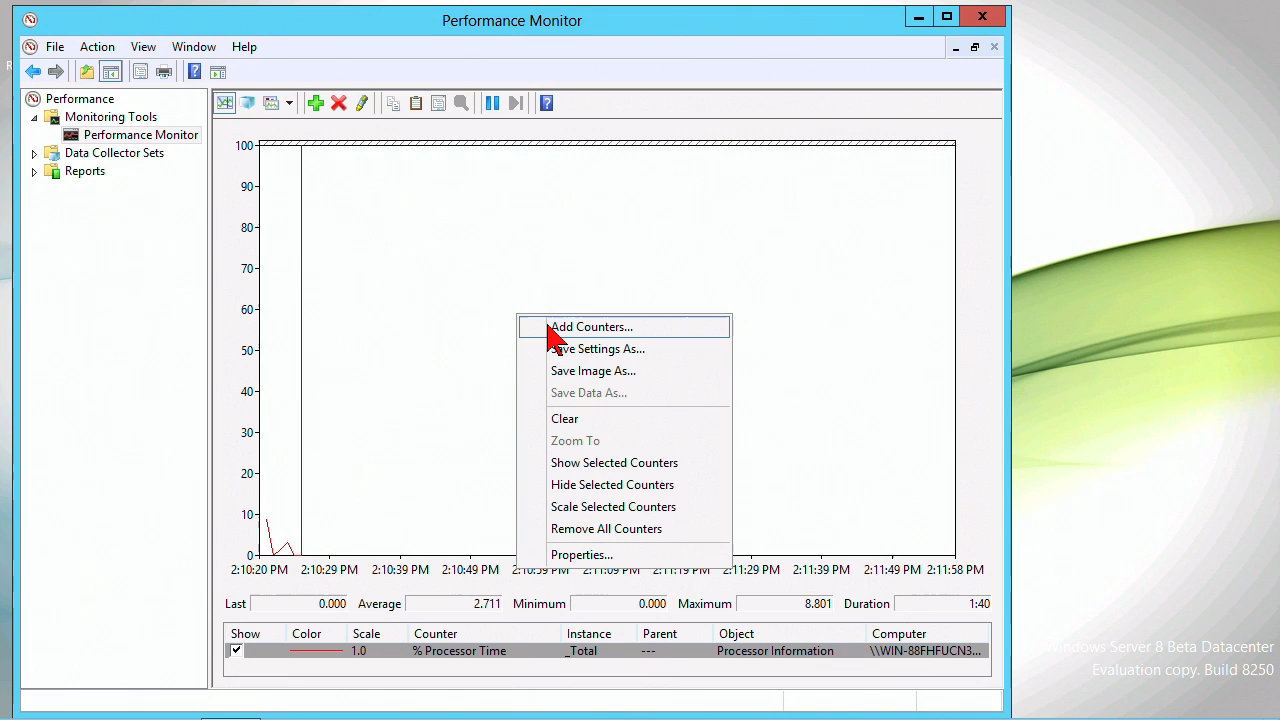 Performance Monitor
File Action View Window Help
Performance
Monitoring Tools
Performance Monitor
Data Collector Sets
Reports
100
90
80
70
60
50
40
30
20
10
0
Add Counters...
Save Settings As...
Save Image As...
Save Data As...
Clear
Zoom To
Show Selected Counters
Hide Selected Counters
Scale Selected Counters
Remove All Counters
Properties...
2:10:20 PM 2:10:29 PM 2:10:39 PM 2:10:49 PM 2:10:59 PM 2:11:09 PM 2:11:19 PM 2:11:29 PM 2:11:39 PM 2:11:49 PM 2:11:58 PM
Last 0.000 Average 2.711 Minimum 0.000 Maximum 8.801 Duration 1:40
Show Color Scale Counter Instance Parent Object Computer
1.0 % Processor Time _Total --- Processor Information \\WIN-88FHFUCN3...
Windows Server 8 Beta Datacenter
Evaluation copy. Build 8250